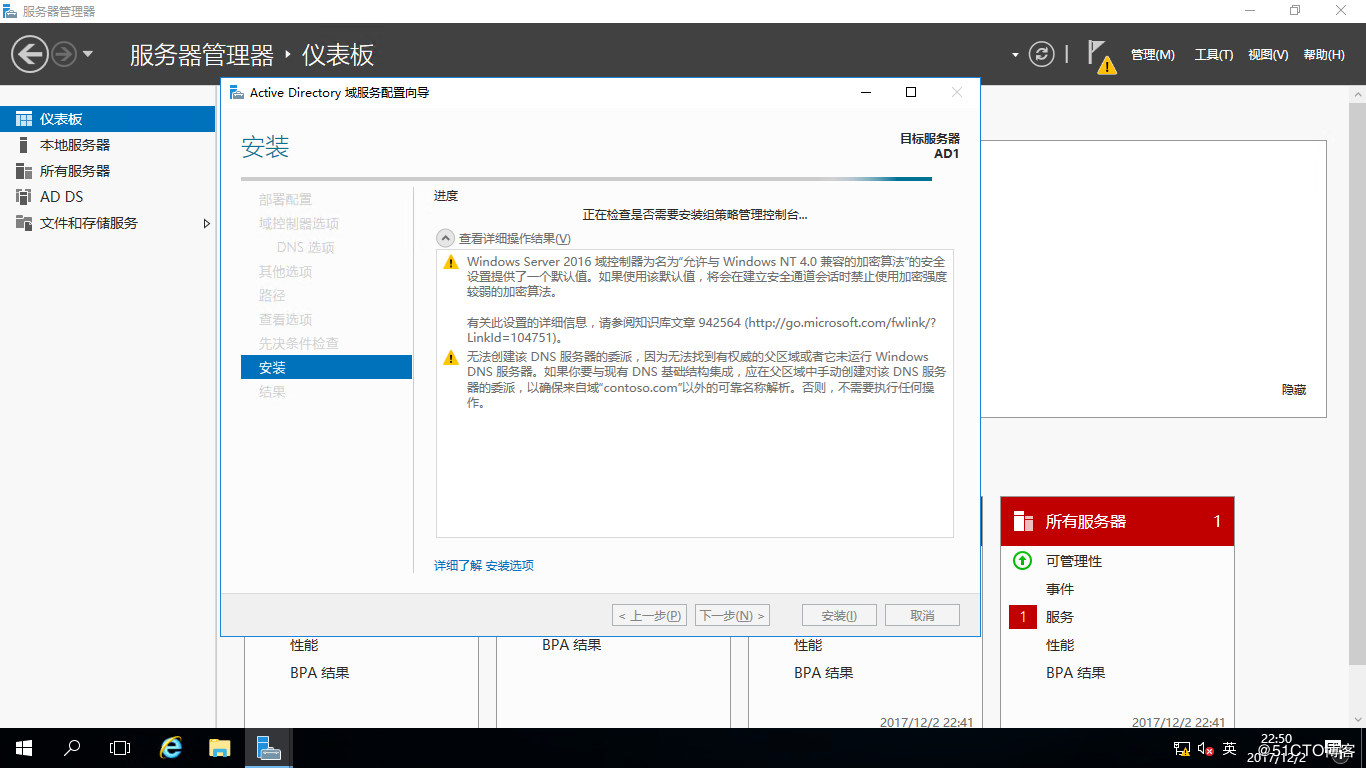 服务器管理器
服务器管理器 ‣ 仪表板
管理(M) 工具(T) 视图(V) 帮助(H)
仪表板
本地服务器
所有服务器
AD DS
文件和存储服务
Active Directory 域服务配置向导
安装
目标服务器
AD1
部署配置
域控制器选项
DNS 选项
其他选项
路径
查看选项
先决条件检查
安装
结果
进度
正在检查是否需要安装组策略管理控制台...
查看详细操作结果(V)
Windows Server 2016 域控制器为名为“允许与 Windows NT 4.0 兼容的加密算法”的安全
设置提供了一个默认值。如果使用该默认值，将会在建立安全通道会话时禁止使用加密强度
较弱的加密算法。
有关此设置的详细信息，请参阅知识库文章 942564 (http://go.microsoft.com/fwlink/?
LinkId=104751)。
无法创建该 DNS 服务器的委派，因为无法找到有权威的父区域或者它未运行 Windows
DNS 服务器。如果你要与现有 DNS 基础结构集成，应在父区域中手动创建对该 DNS 服务
器的委派，以确保来自域“contoso.com”以外的可靠名称解析。否则，不需要执行任何操
作。
详细了解 安装选项
< 上一步(P) 下一步(N) > 安装(I) 取消
隐藏
所有服务器 1
可管理性
事件
1 服务
性能
BPA 结果
2017/12/2 22:41
性能
BPA 结果
BPA 结果
性能
BPA 结果
2017/12/2 22:41
英
22:50
2017/12/2
@51CTO博客